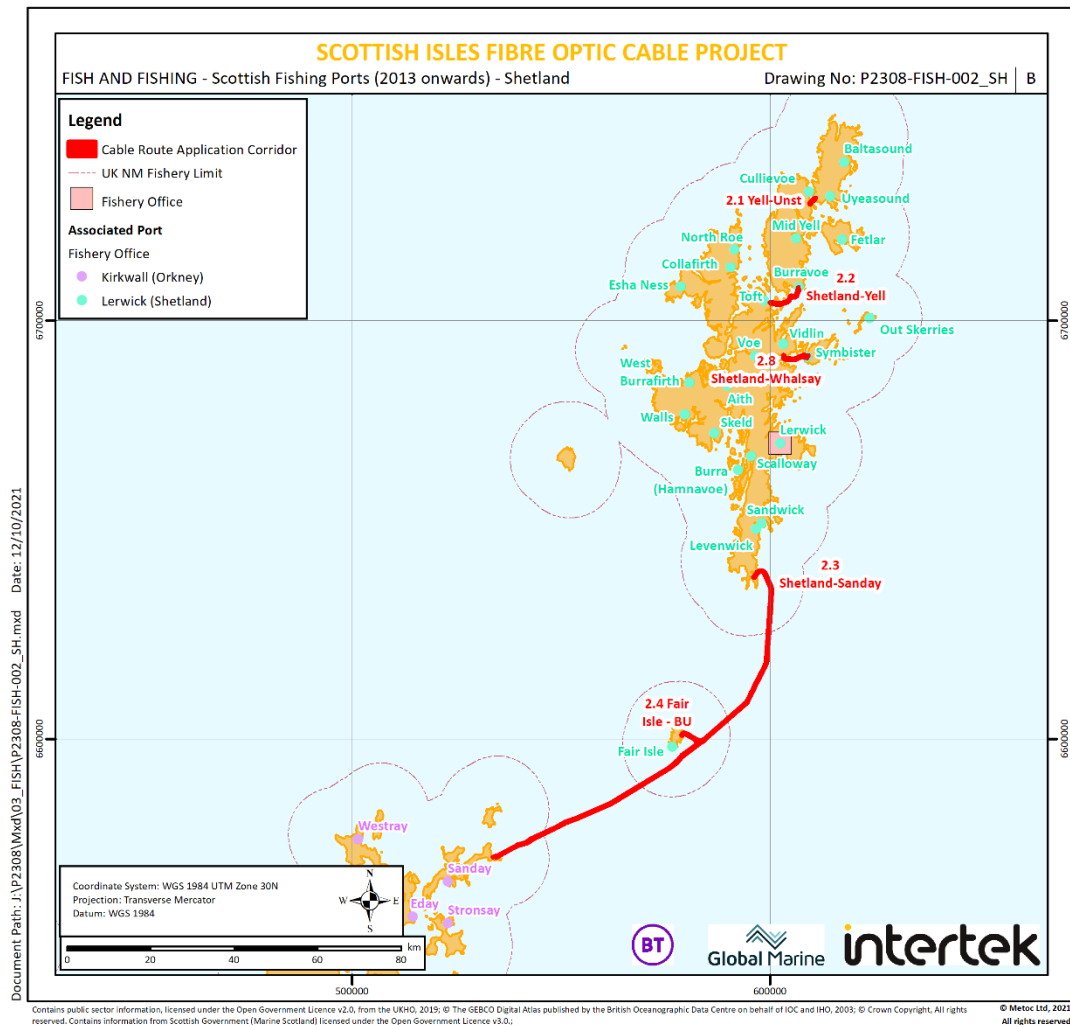 SCOTTISH ISLES FIBRE OPTIC CABLE PROJECT
FISH AND FISHING - Scottish Fishing Ports (2013 onwards) - Shetland
Drawing No: P2308-FISH-002_SH
B
Legend
Cable Route Application Corridor
UK NM Fishery Limit
Fishery Office
Associated Port
Fishery Office
Kirkwall (Orkney)
Lerwick (Shetland)
Baltasound
Cullievoe
2.1 Yell-Unst
Uyeasound
Mid Yell
North Roe
Fetlar
Collafirth
Burravoe
Esha Ness
2.2
Shetland-Yell
Toft
Out Skerries
6700000
6700000
Vidlin
Voe
Symbister
2.8
Shetland-Whalsay
West
Burrafirth
Aith
Walls
Skeld
Lerwick
Scalloway
Burra
(Hamnavoe)
Sandwick
Levenwick
2.3
Shetland-Sanday
2.4 Fair
Isle - BU
Fair Isle
6600000
6600000
Westray
Sanday
Eday
Stronsay
Coordinate System: WGS 1984 UTM Zone 30N
Projection: Transverse Mercator
Datum: WGS 1984
N
W
E
S
km
0
20
40
60
80
BT
Global Marine
intertek
500000
600000
Document Path: J:\P2308\Mxd\03_FISH\P2308-FISH-002_SH.mxd Date: 12/10/2021
Contains public sector information, licensed under the Open Government Licence v2.0, from the UKHO, 2019; © The GEBCO Digital Atlas published by the British Oceanographic Data Centre on behalf of IOC and IHO, 2003; © Crown Copyright, All rights
reserved. Contains information from Scottish Government (Marine Scotland) licensed under the Open Government Licence v3.0.;
© Metoc Ltd, 2021
All rights reserved.